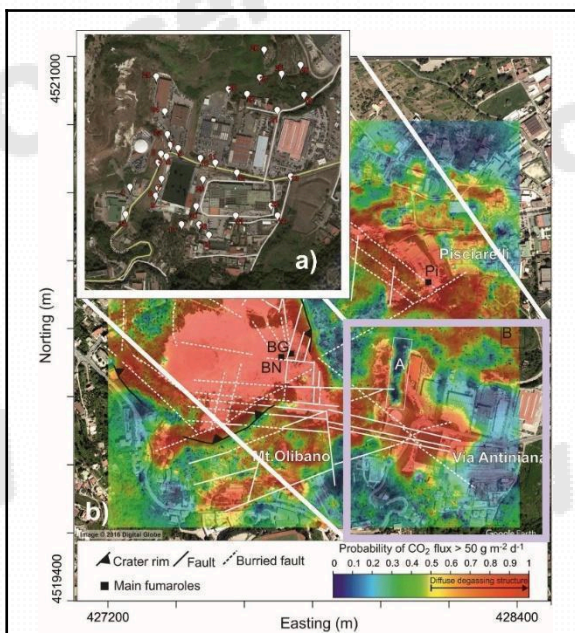 4521000
a)
Pisciarelli
Pi
B
A
BG
BN
Norting (m)
Mt.Olibano
Via Antiniana
b)
Image © 2016 Digital Globe
Google Earth
Crater rim
Fault
Burried fault
Main fumaroles
Probability of CO₂ flux > 50 g m⁻² d⁻¹
0 0.1 0.2 0.3 0.4 0.5 0.6 0.7 0.8 0.9 1
Diffuse degassing structure
4519400
427200
Easting (m)
428400